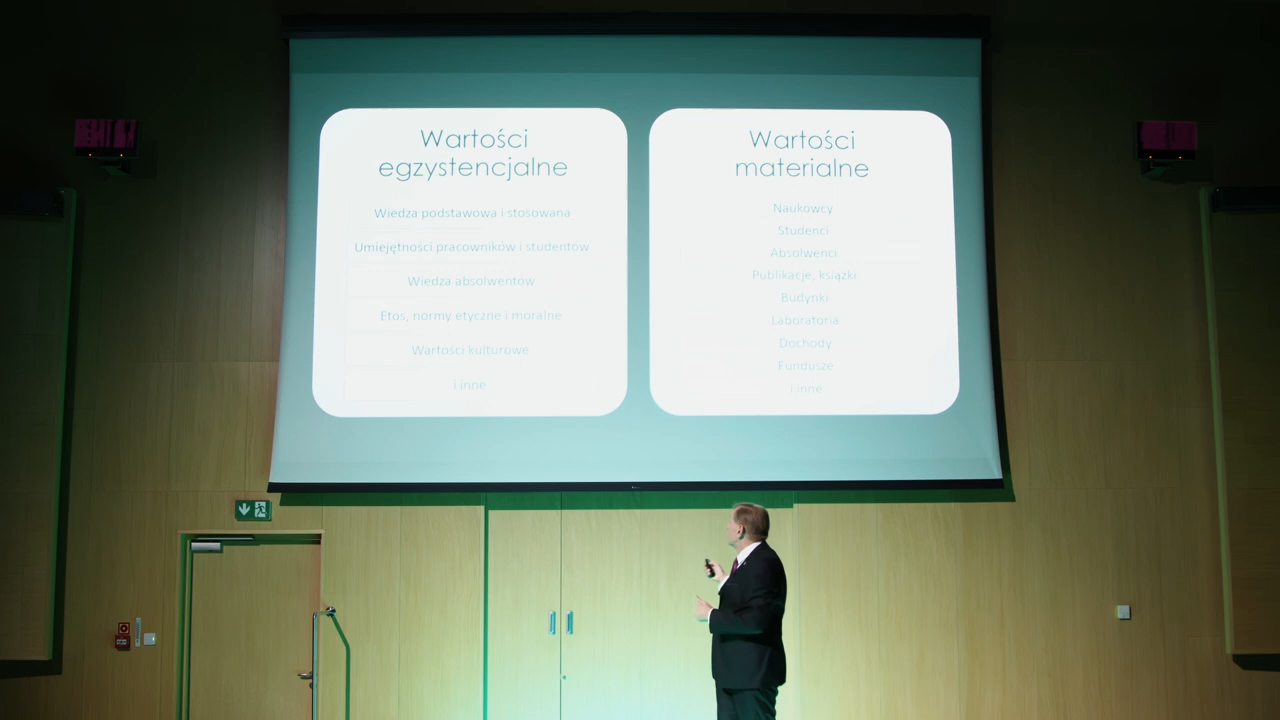 Wartości
egzystencjalne
Wiedza podstawowa i stosowana
Umiejętności pracowników i studentów
Wiedza absolwentów
Etos, normy etyczne i moralne
Wartości kulturowe
i inne
Wartości
materialne
Naukowcy
Studenci
Absolwenci
Publikacje, książki
Budynki
Laboratoria
Dochody
Fundusze
i inne